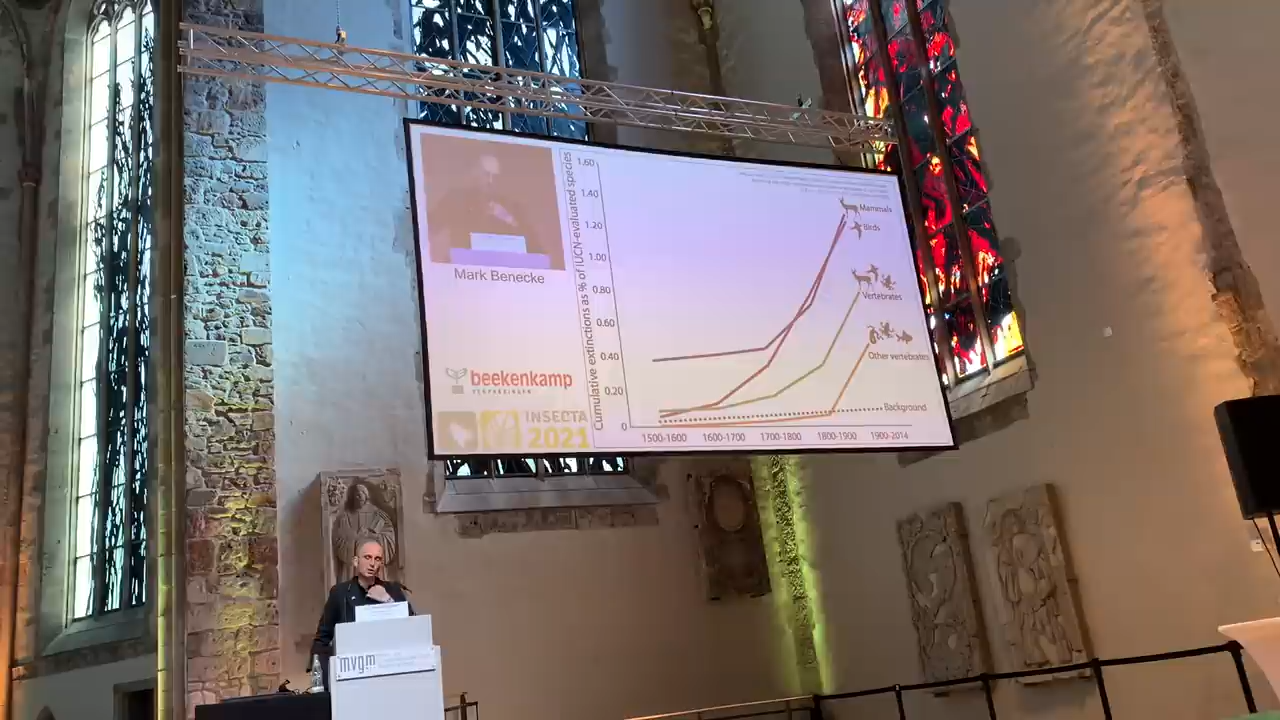 Mark Benecke
beekenkamp
VERPAKKINGEN
INSECTA
2021
Cumulative extinctions as % of IUCN-evaluated species
1.60
1.40
1.20
1.00
0.80
0.60
0.40
0.20
0
Mammals
Birds
Vertebrates
Other vertebrates
Background
1500-1600
1600-1700
1700-1800
1800-1900
1900-2014
mvgm